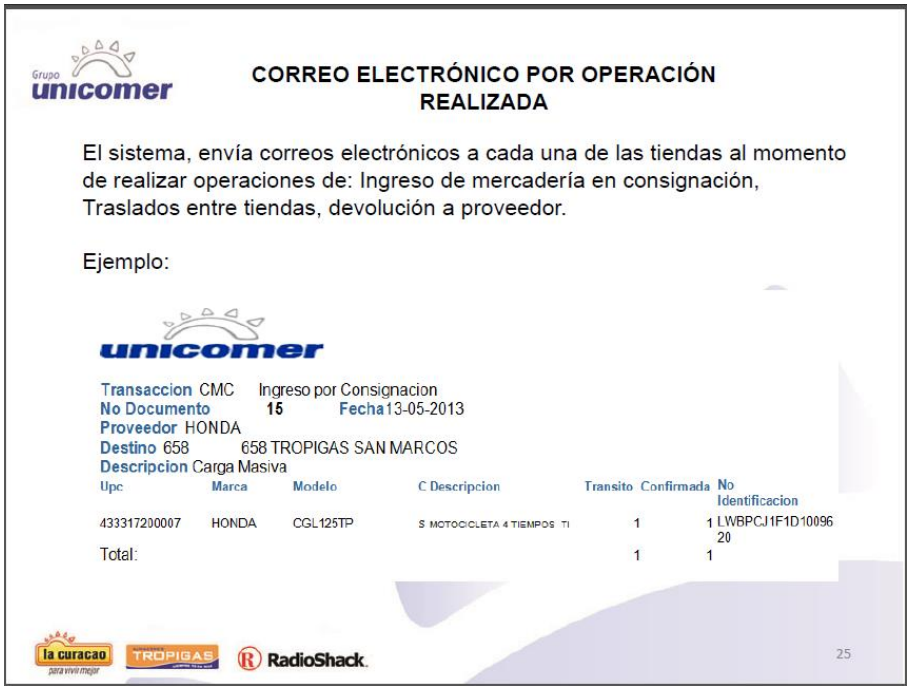 Grupo
unicomer
CORREO ELECTRÓNICO POR OPERACIÓN
REALIZADA
El sistema, envía correos electrónicos a cada una de las tiendas al momento
de realizar operaciones de: Ingreso de mercadería en consignación,
Traslados entre tiendas, devolución a proveedor.
Ejemplo:
unicomer
Transaccion CMC Ingreso por Consignacion
No Documento 15 Fecha 13-05-2013
Proveedor HONDA
Destino 658 658 TROPIGAS SAN MARCOS
Descripcion Carga Masiva
Upc Marca Modelo C Descripcion Transito Confirmada No
Identificacion
433317200007 HONDA CGL125TP S MOTOCICLETA 4 TIEMPOS TI 1 1 LWBPCJ1F1D10096
20
Total: 1 1
la curacao
para vivir mejor
TROPIGAS
R RadioShack.
25